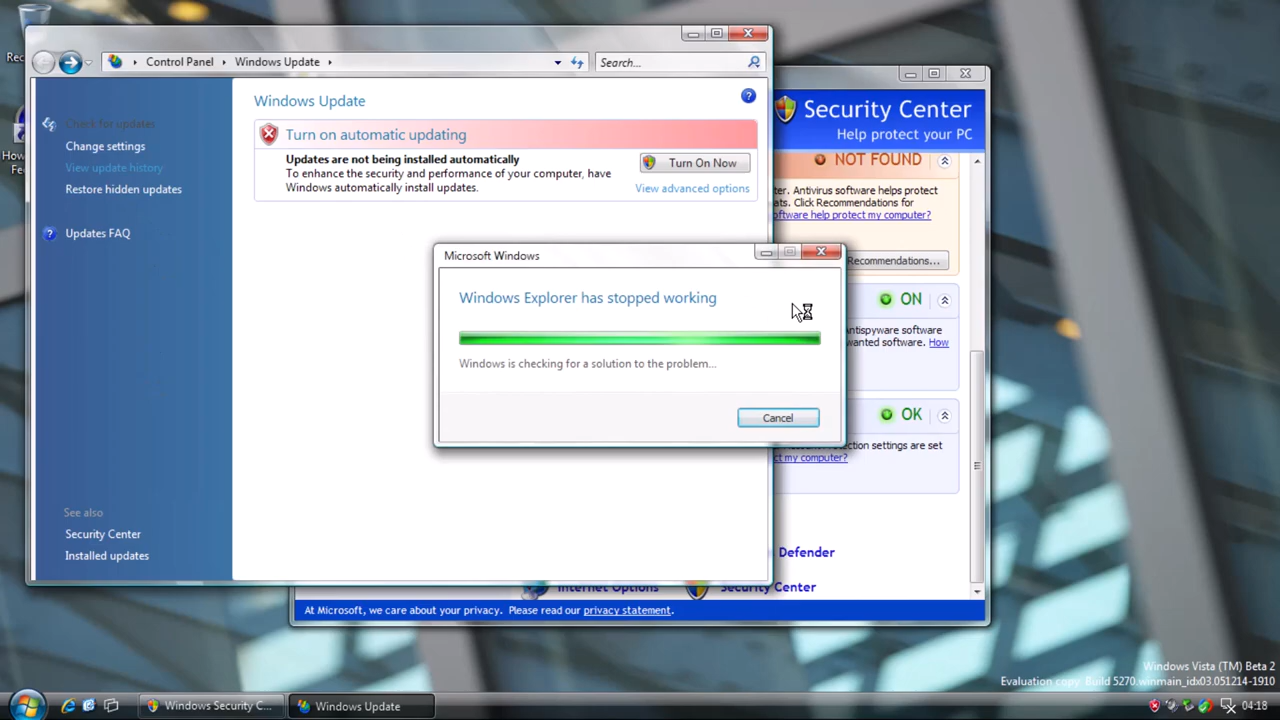 Rec
How
Fee
Control Panel
Windows Update
Search...
Check for updates
Change settings
View update history
Restore hidden updates
Updates FAQ
See also
Security Center
Installed updates
Windows Update
Turn on automatic updating
Updates are not being installed automatically
To enhance the security and performance of your computer, have
Windows automatically install updates.
Turn On Now
View advanced options
Microsoft Windows
Windows Explorer has stopped working
Windows is checking for a solution to the problem...
Cancel
Security Center
Help protect your PC
NOT FOUND
ter. Antivirus software helps protect
ats. Click Recommendations for
software help protect my computer?
Recommendations...
ON
Antispyware software
wanted software. How
OK
otection settings are set
ct my computer?
Defender
Internet Options
Security Center
At Microsoft, we care about your privacy. Please read our privacy statement.
Windows Vista (TM) Beta 2
Evaluation copy. Build 5270.winmain_idx03.051214-1910
Windows Security C...
Windows Update
04:18